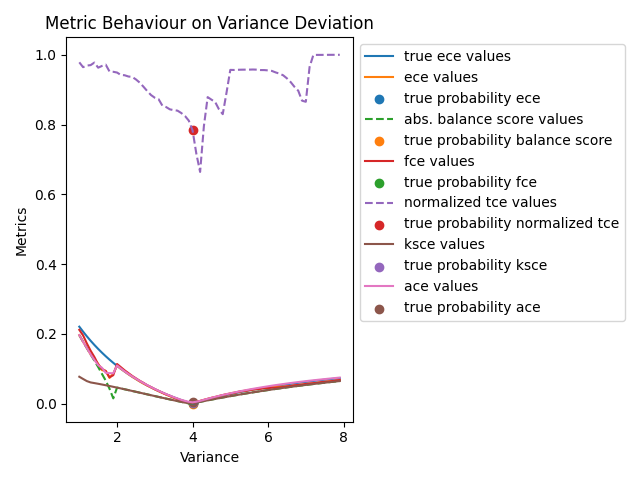 Metric Behaviour on Variance Deviation
Metrics
1.0
0.8
0.6
0.4
0.2
0.0
2
4
6
8
Variance
true ece values
ece values
true probability ece
abs. balance score values
true probability balance score
fce values
true probability fce
normalized tce values
true probability normalized tce
ksce values
true probability ksce
ace values
true probability ace